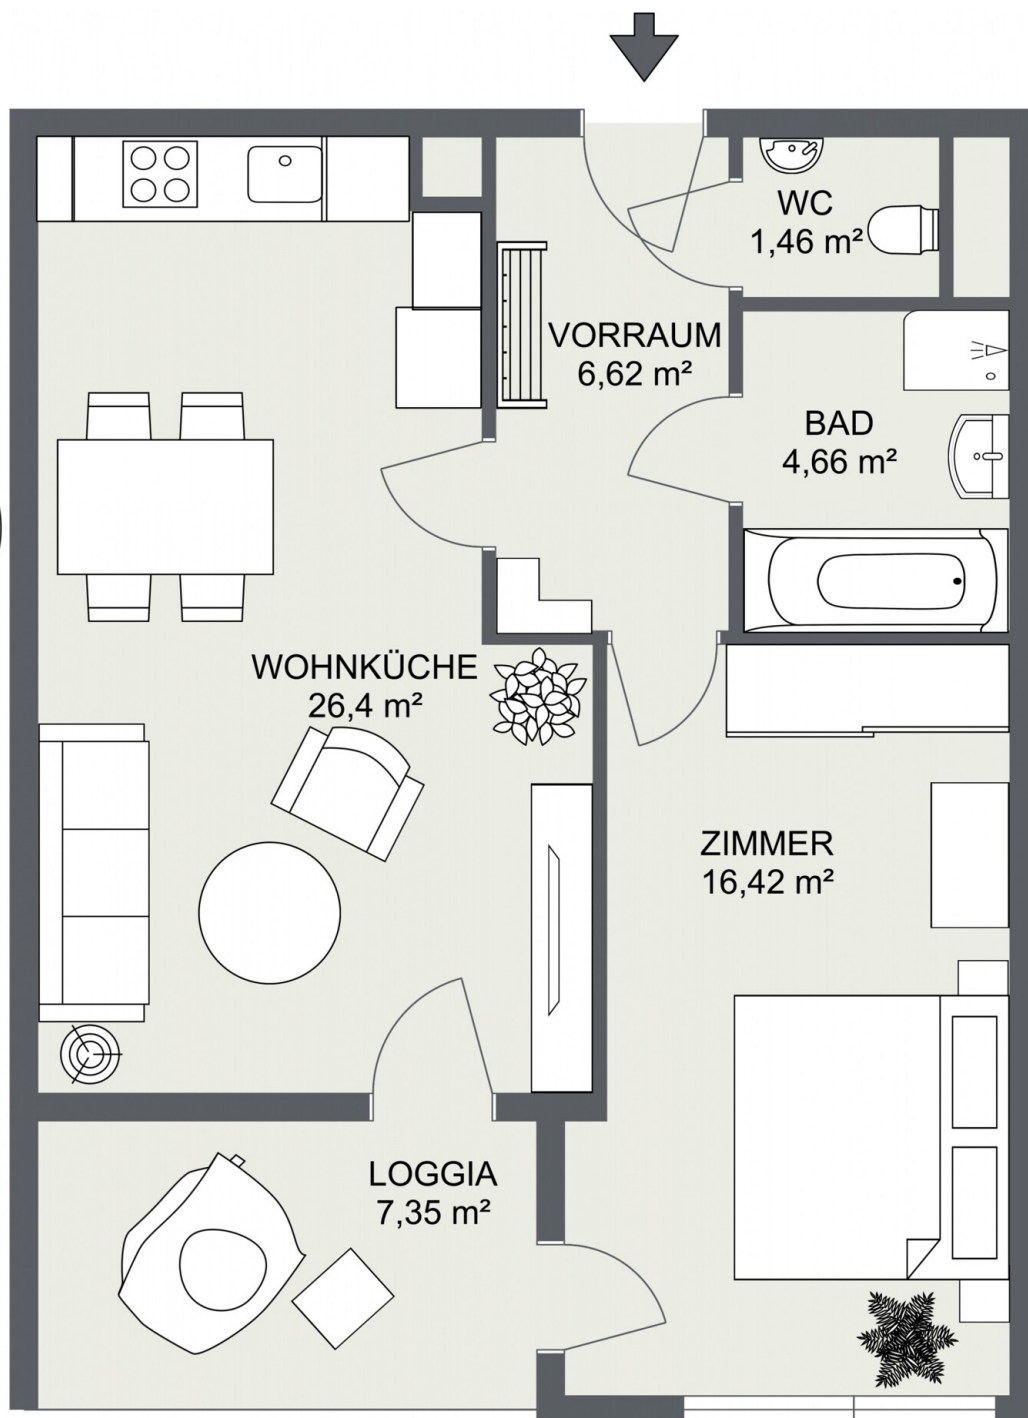 WC
1,46 m²
VORRAUM
6,62 m²
BAD
4,66 m²
WOHNKÜCHE
26,4 m²
ZIMMER
16,42 m²
LOGGIA
7,35 m²